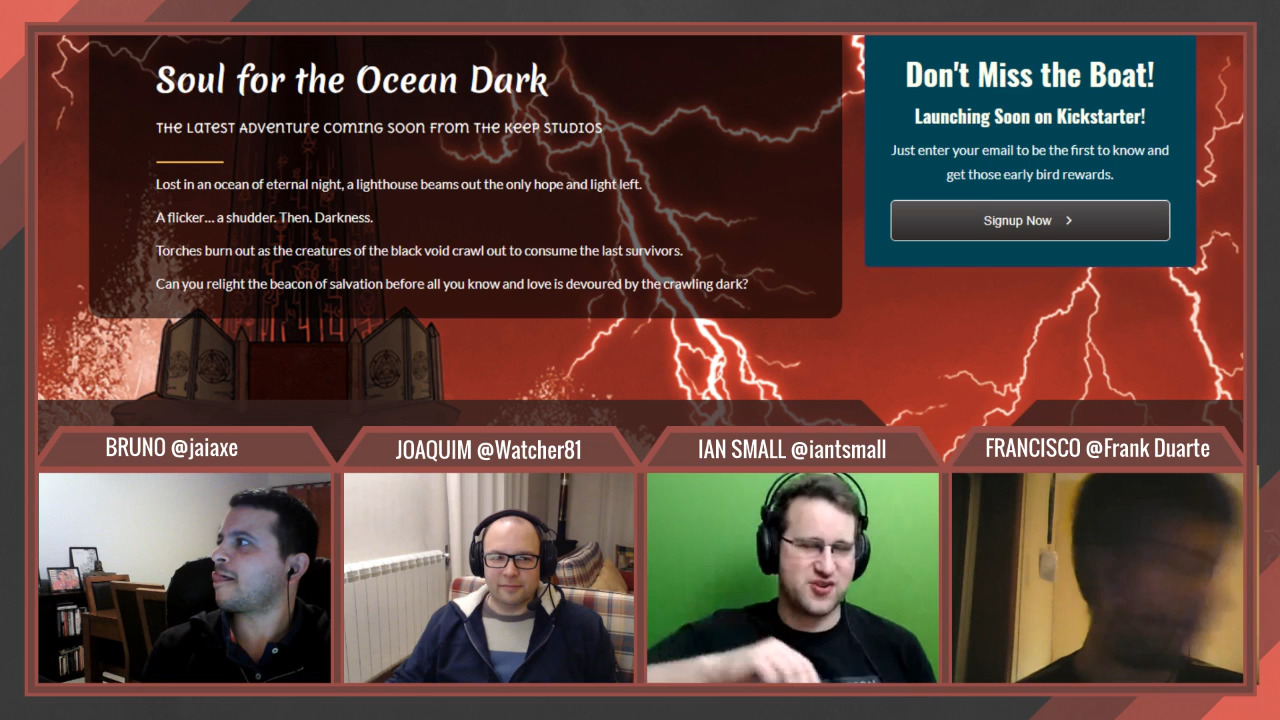 Soul for the Ocean Dark
The Latest Adventure coming soon from The Keep Studios
Lost in an ocean of eternal night, a lighthouse beams out the only hope and light left.
A flicker... a shudder. Then. Darkness.
Torches burn out as the creatures of the black void crawl out to consume the last survivors.
Can you relight the beacon of salvation before all you know and love is devoured by the crawling dark?
Don't Miss the Boat!
Launching Soon on Kickstarter!
Just enter your email to be the first to know and
get those early bird rewards.
Signup Now
BRUNO @jaiaxe
JOAQUIM @Watcher81
IAN SMALL @iantsmall
FRANCISCO @Frank Duarte